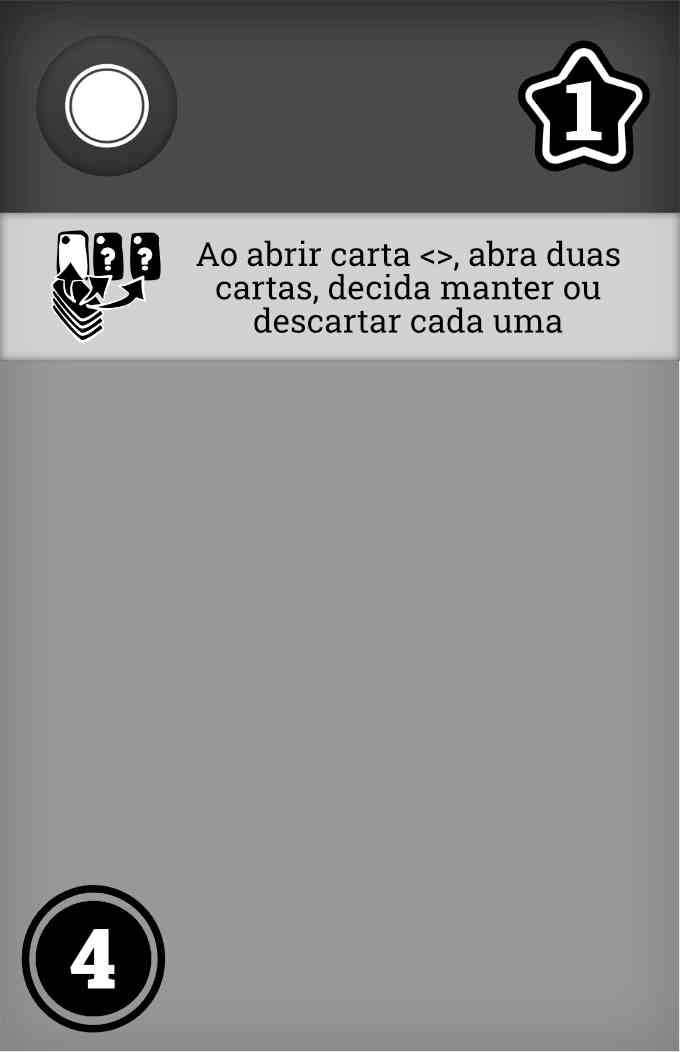 1
? ?
Ao abrir carta <>, abra duas
cartas, decida manter ou
descartar cada uma
4